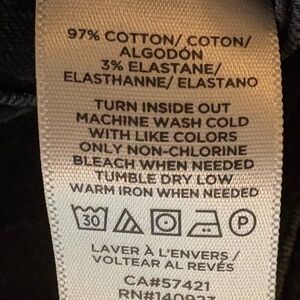 97% COTTON/ COTON/
ALGODÓN
3% ELASTANE/
ELASTHANNE/ ELASTANO
TURN INSIDE OUT
MACHINE WASH COLD
WITH LIKE COLORS
ONLY NON-CHLORINE
BLEACH WHEN NEEDED
TUMBLE DRY LOW
WARM IRON WHEN NEEDED
30 P
LAVER À L'ENVERS /
VOLTEAR AL REVÉS
CA#57421